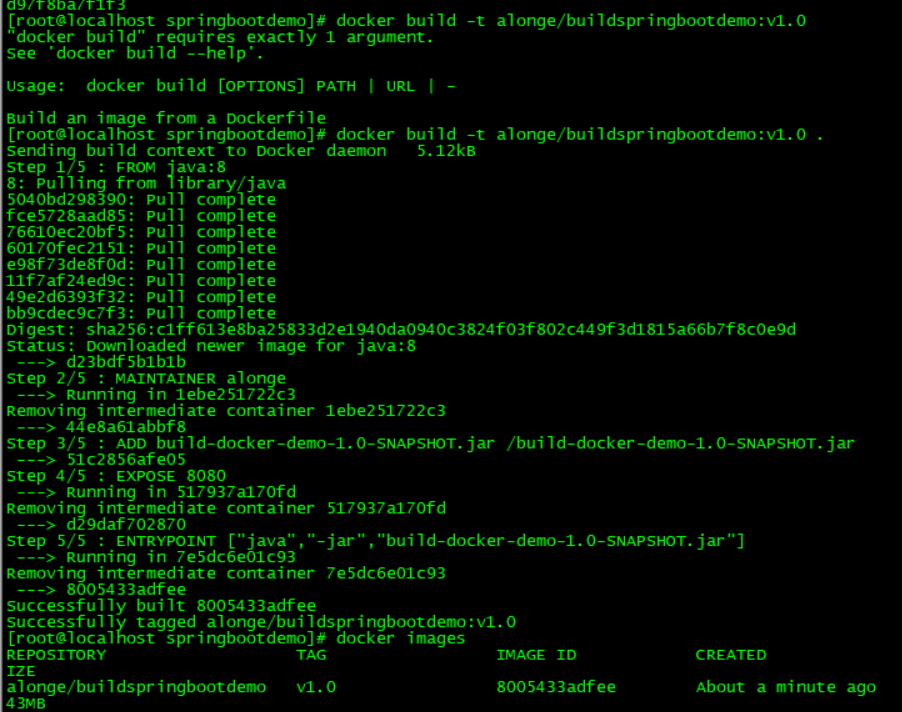 d9/f8ba/f1f3
[root@localhost springbootdemo]# docker build -t alonge/buildspringbootdemo:v1.0
"docker build" requires exactly 1 argument.
See 'docker build --help'.
Usage:  docker build [OPTIONS] PATH | URL | -
Build an image from a Dockerfile
[root@localhost springbootdemo]# docker build -t alonge/buildspringbootdemo:v1.0 .
Sending build context to Docker daemon   5.12kB
Step 1/5 : FROM java:8
8: Pulling from library/java
5040bd298390: Pull complete
fce5728aad85: Pull complete
76610ec20bf5: Pull complete
60170fec2151: Pull complete
e98f73de8f0d: Pull complete
11f7af24ed9c: Pull complete
49e2d6393f32: Pull complete
bb9cdec9c7f3: Pull complete
Digest: sha256:c1ff613e8ba25833d2e1940da0940c3824f03f802c449f3d1815a66b7f8c0e9d
Status: Downloaded newer image for java:8
 ---> d23bdf5b1b1b
Step 2/5 : MAINTAINER alonge
 ---> Running in 1ebe251722c3
Removing intermediate container 1ebe251722c3
 ---> 44e8a61abbf8
Step 3/5 : ADD build-docker-demo-1.0-SNAPSHOT.jar /build-docker-demo-1.0-SNAPSHOT.jar
 ---> 51c2856afe05
Step 4/5 : EXPOSE 8080
 ---> Running in 517937a170fd
Removing intermediate container 517937a170fd
 ---> d29daf702870
Step 5/5 : ENTRYPOINT ["java","-jar","build-docker-demo-1.0-SNAPSHOT.jar"]
 ---> Running in 7e5dc6e01c93
Removing intermediate container 7e5dc6e01c93
 ---> 8005433adfee
Successfully built 8005433adfee
Successfully tagged alonge/buildspringbootdemo:v1.0
[root@localhost springbootdemo]# docker images
REPOSITORY                   TAG                 IMAGE ID            CREATED
IZE
alonge/buildspringbootdemo   v1.0                8005433adfee        About a minute ago
43MB